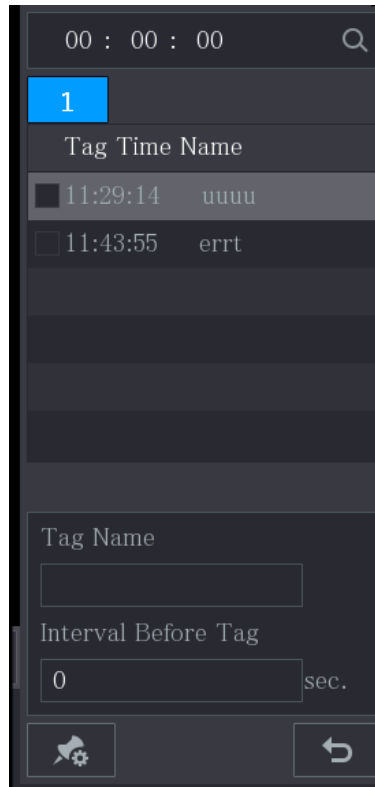 00 : 00 : 00
1
Tag Time Name
11:29:14 uuuu
11:43:55 errt
Tag Name
Interval Before Tag
0 sec.